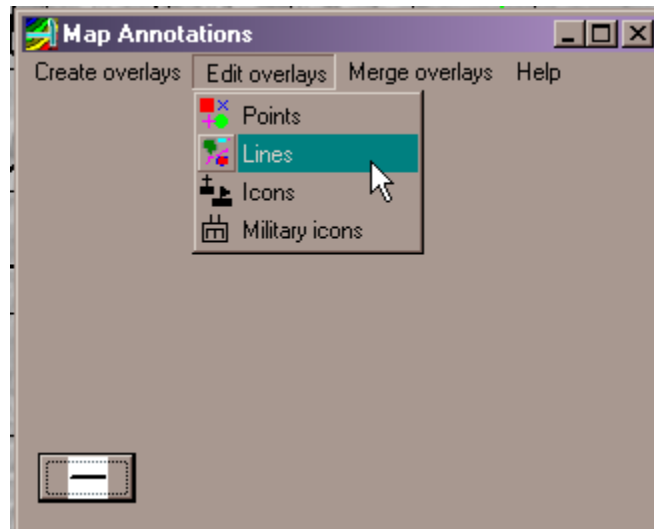 Map Annotations
Create overlays Edit overlays Merge overlays Help
Points
Lines
Icons
Military icons